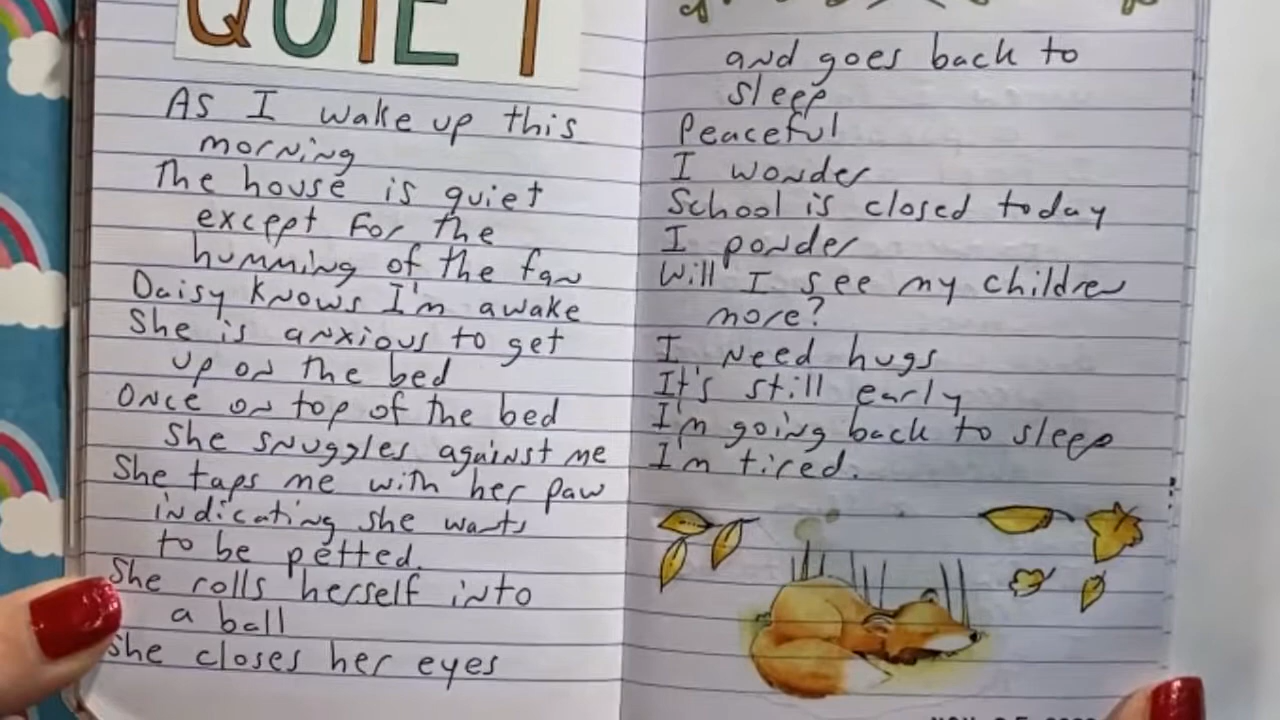 QUIET
As I wake up this
morning
The house is quiet
except for the
humming of the fan
Daisy knows I'm awake
She is anxious to get
up on the bed
Once on top of the bed
She snuggles against me
She taps me with her paw
indicating she wants
to be petted.
She rolls herself into
a ball
She closes her eyes
and goes back to
sleep
Peaceful
I wonder
School is closed today
I ponder
Will I see my children
more?
I need hugs
It's still early
I'm going back to sleep
I'm tired.